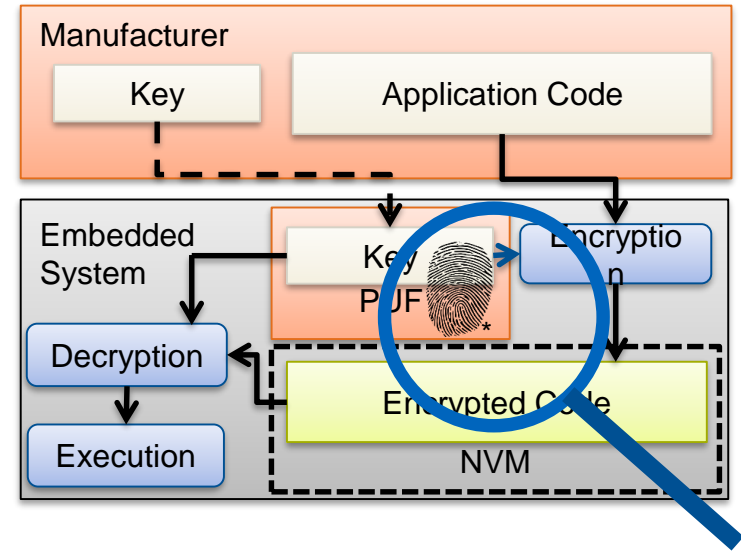 Manufacturer
Key
Application Code
Embedded
System
Key
PUF
*
Encryptio
n
Decryption
Encrypted Code
Execution
NVM